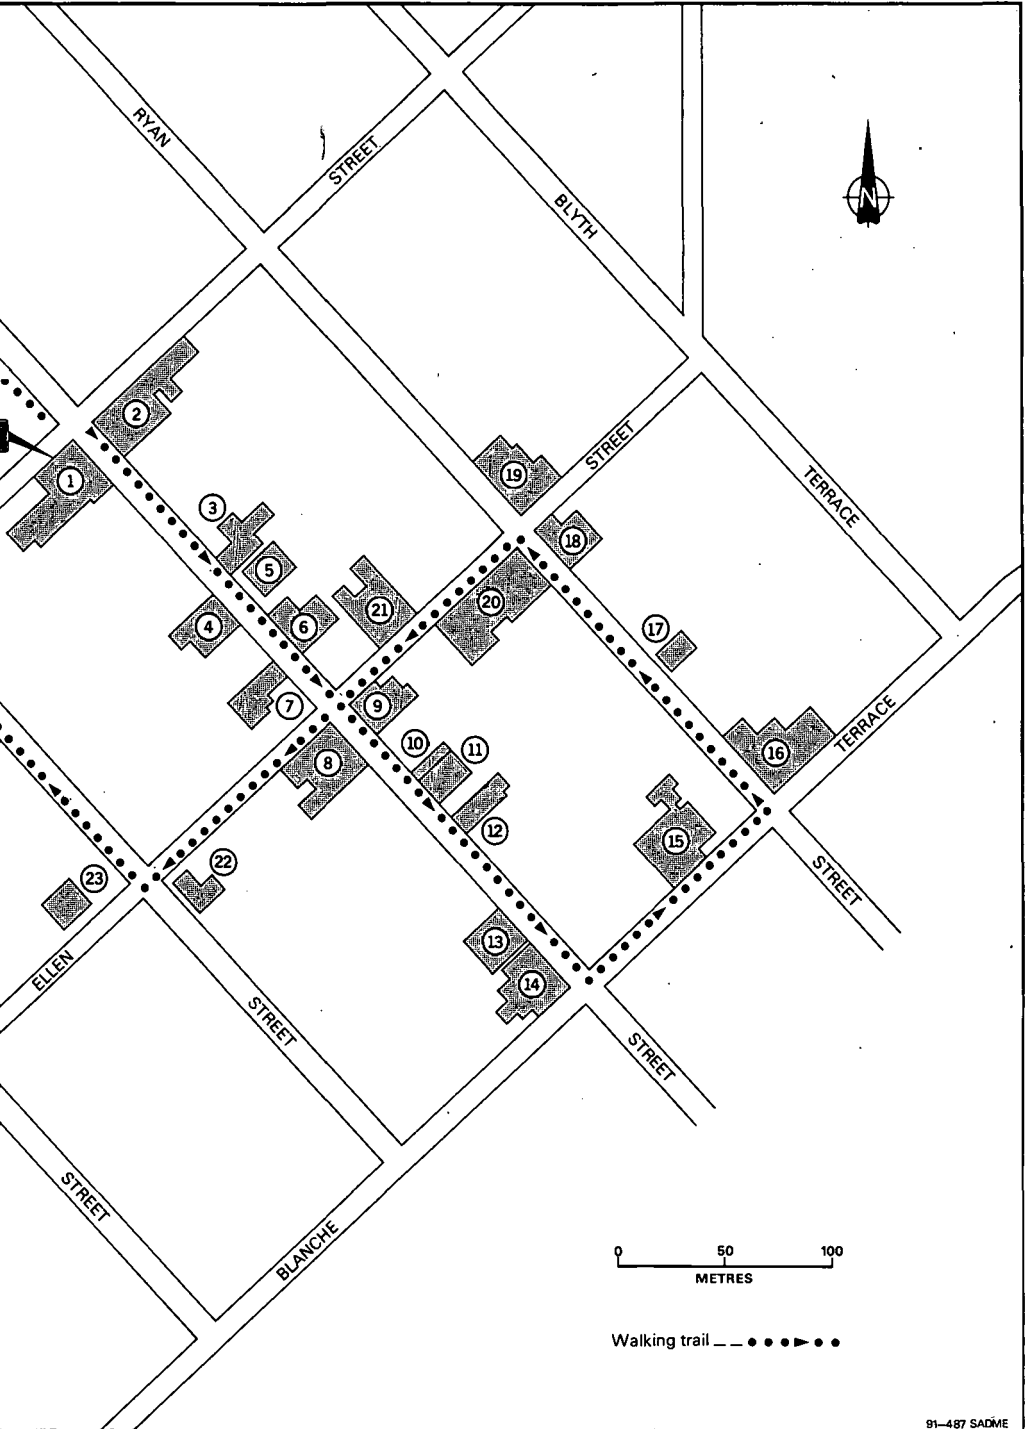 RYAN
STREET
BLYTH
N
2
1
3
19
STREET
TERRACE
18
5
20
21
4
6
17
7
9
TERRACE
10
11
8
16
12
15
22
23
STREET
13
ELLEN
14
STREET
STREET
STREET
BLANCHE
0 50 100
METRES
Walking trail
91-487 SADME